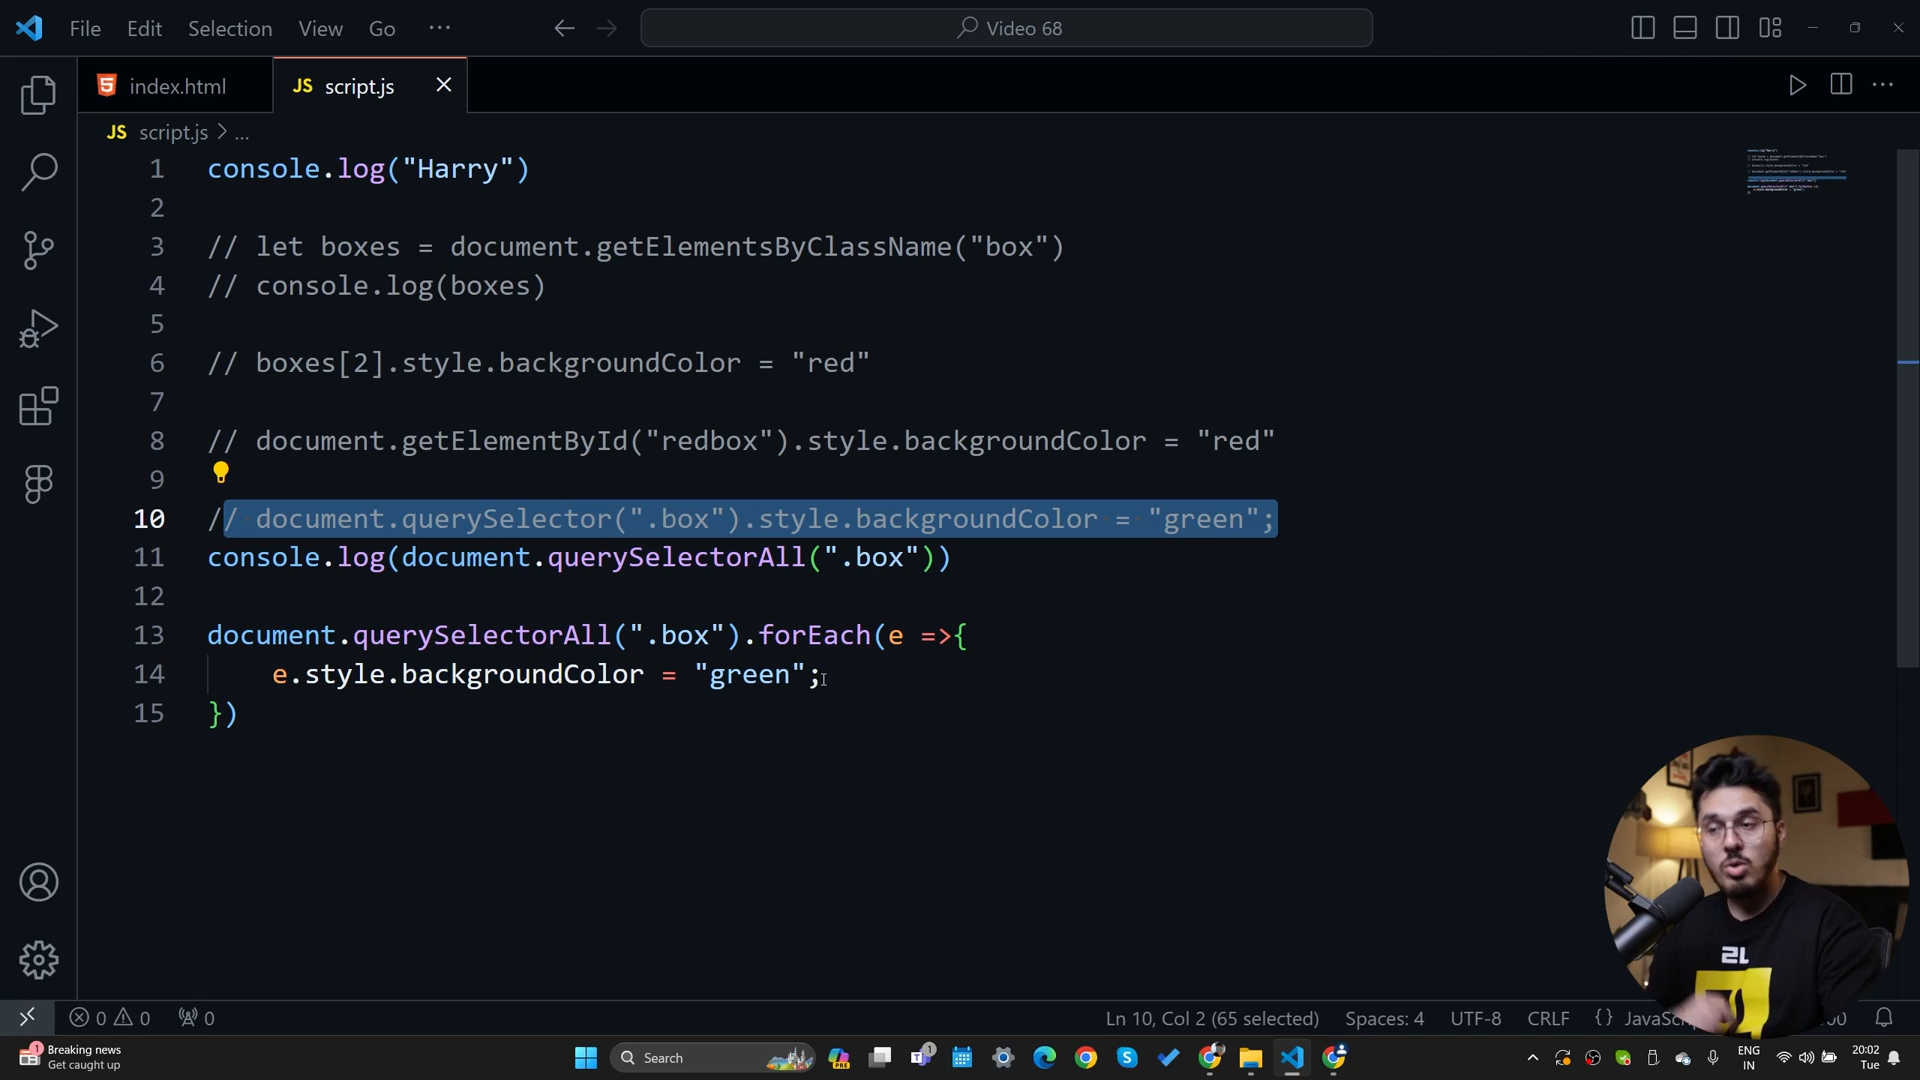 File Edit Selection View Go ... Video 68
index.html JS script.js
JS script.js > ...
1 console.log("Harry")
2
3 // let boxes = document.getElementsByClassName("box")
4 // console.log(boxes)
5
6 // boxes[2].style.backgroundColor = "red"
7
8 // document.getElementById("redbox").style.backgroundColor = "red"
9
10 // document.querySelector(".box").style.backgroundColor = "green";
11 console.log(document.querySelectorAll(".box"))
12
13 document.querySelectorAll(".box").forEach(e =>{
14 e.style.backgroundColor = "green";
15 })
0 0 0 Ln 10, Col 2 (65 selected) Spaces: 4 UTF-8 CRLF {}
1 Breaking news
Get caught up
Search
PRE
1
ENG
IN
20:02
Tue